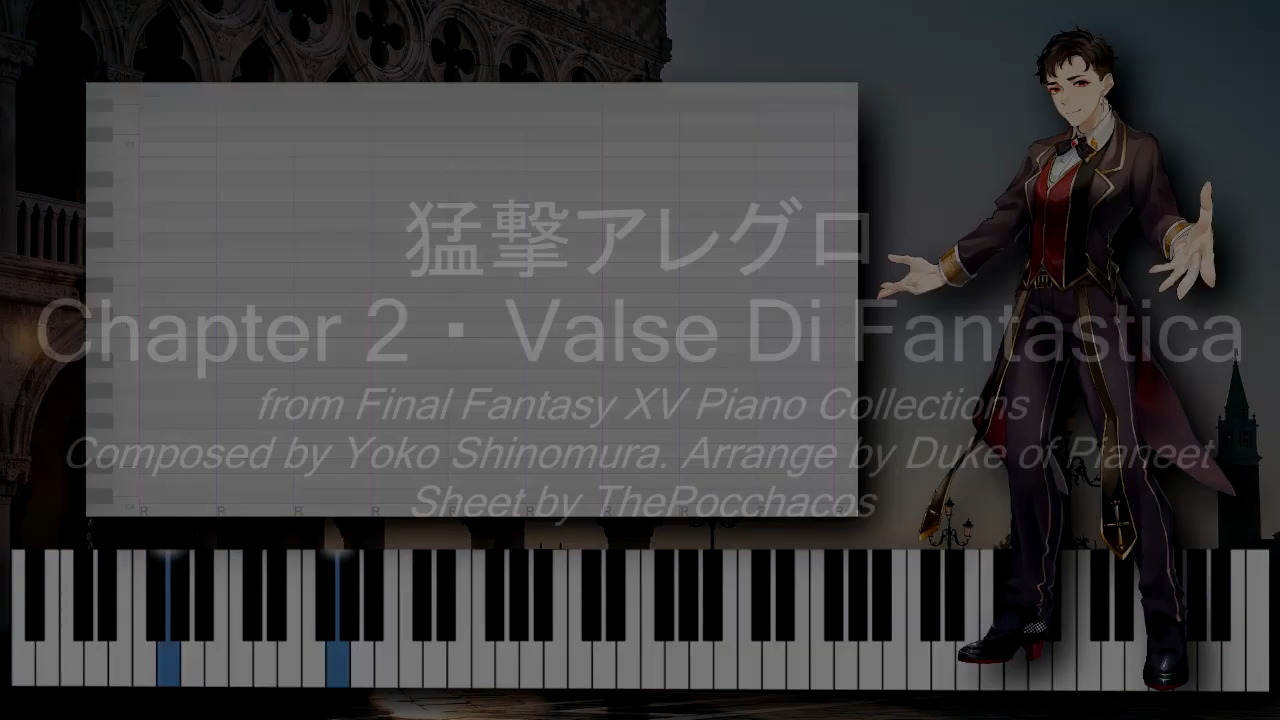 猛撃アレグロ
Chapter 2・Valse Di Fantastica
from Final Fantasy XV Piano Collections
Composed by Yoko Shinomura. Arrange by Duke of Pianeet
Sheet by ThePocchacos